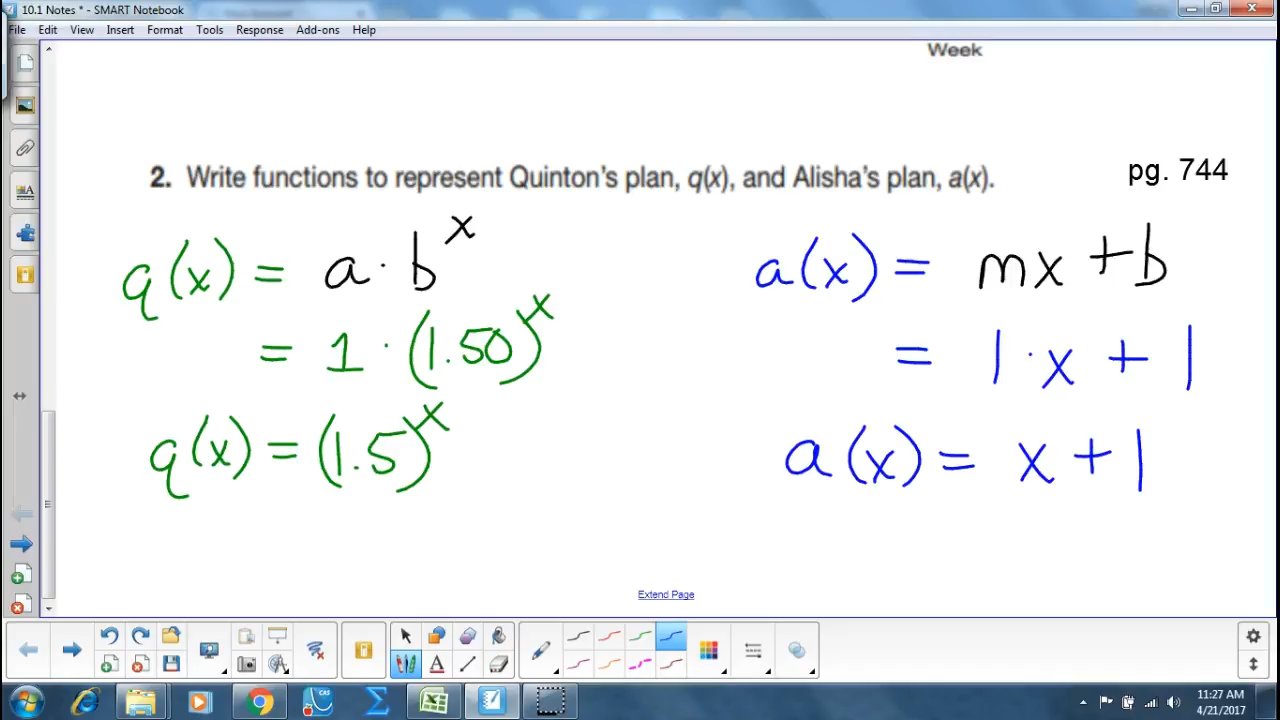 10.1 Notes * - SMART Notebook
File Edit View Insert Format Tools Response Add-ons Help
Week
2. Write functions to represent Quinton's plan, q(x), and Alisha's plan, a(x).
pg. 744
q(x) = a · b^x
a(x) = mx + b
= 1 · (1.50)^x
= 1 · x + 1
q(x) = (1.5)^x
a(x) = x + 1
Extend Page
A
CAS
11:27 AM
4/21/2017